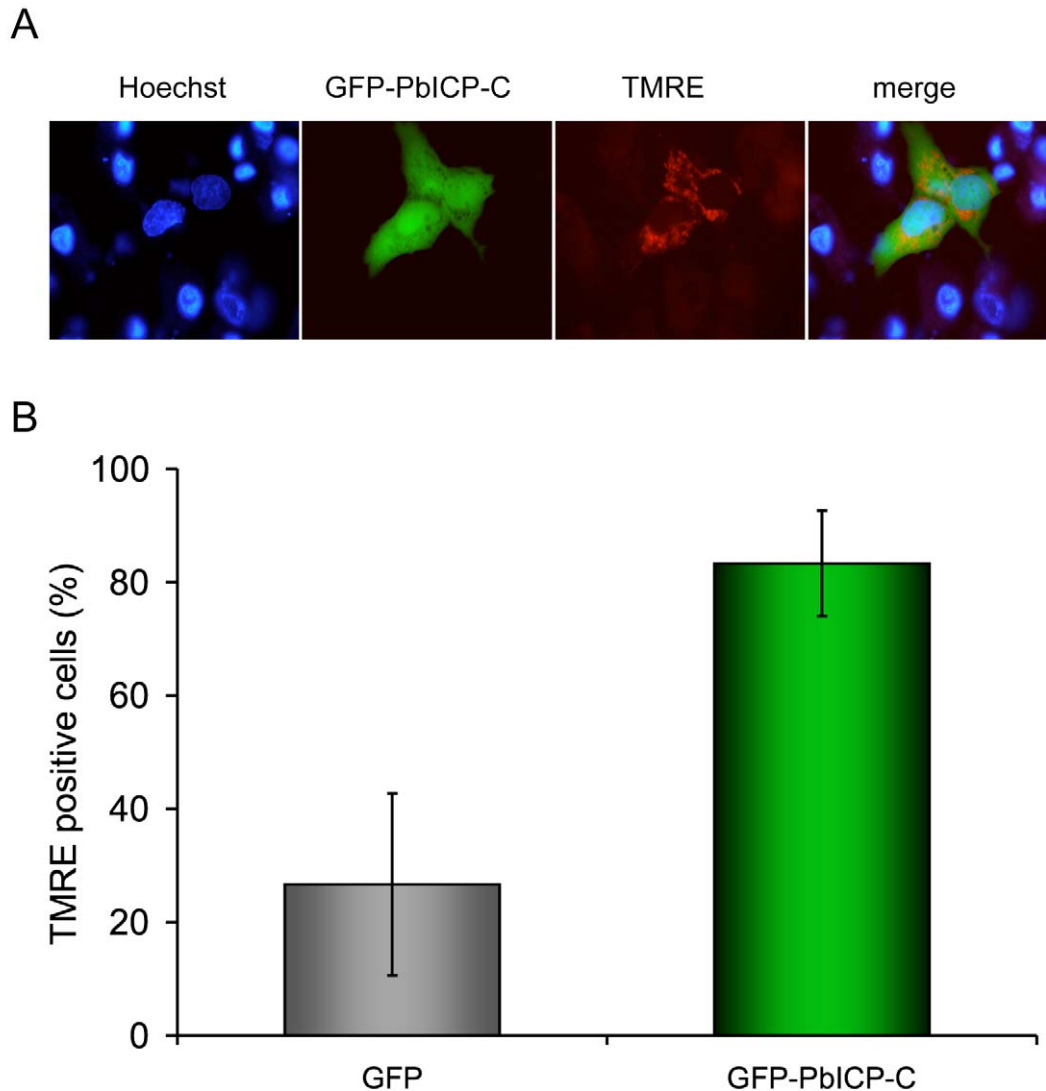 A
Hoechst GFP-PbICP-C TMRE merge
B
TMRE positive cells (%)
100
80
60
40
20
0
GFP GFP-PbICP-C